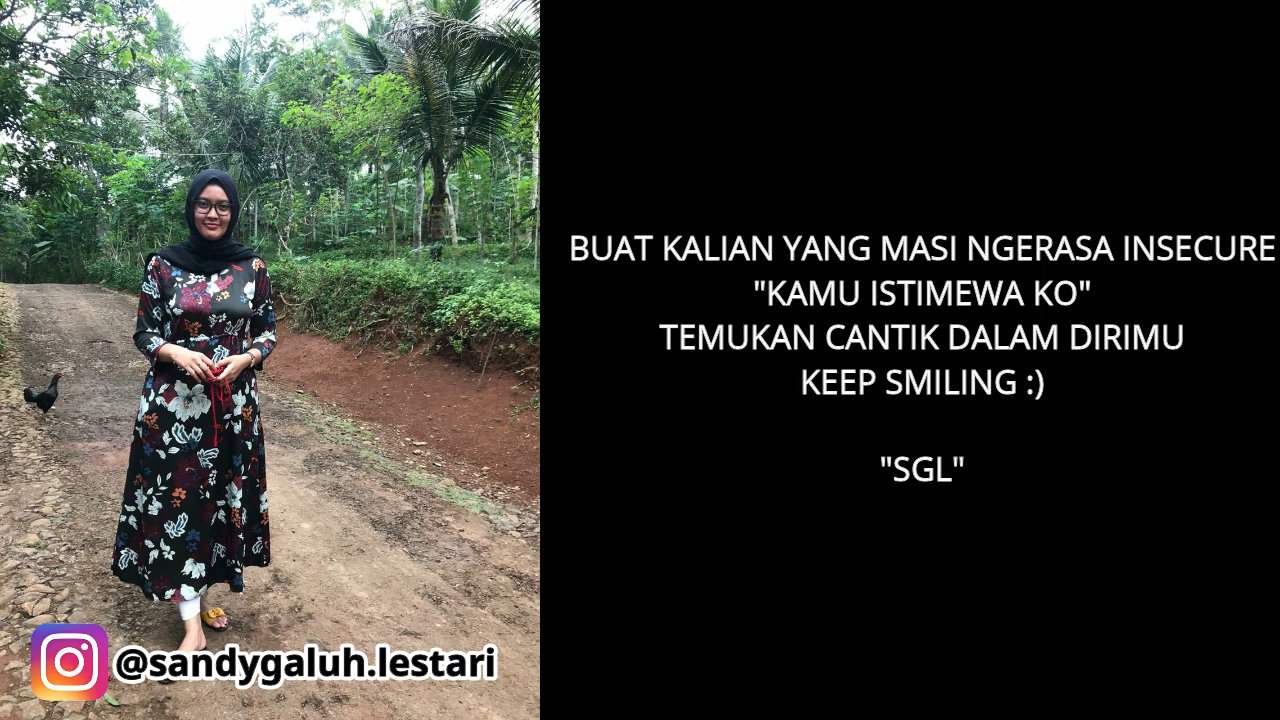 BUAT KALIAN YANG MASI NGERASA INSECURE
"KAMU ISTIMEWA KO"
TEMUKAN CANTIK DALAM DIRIMU
KEEP SMILING :)
"SGL"
@sandygaluh.lestari